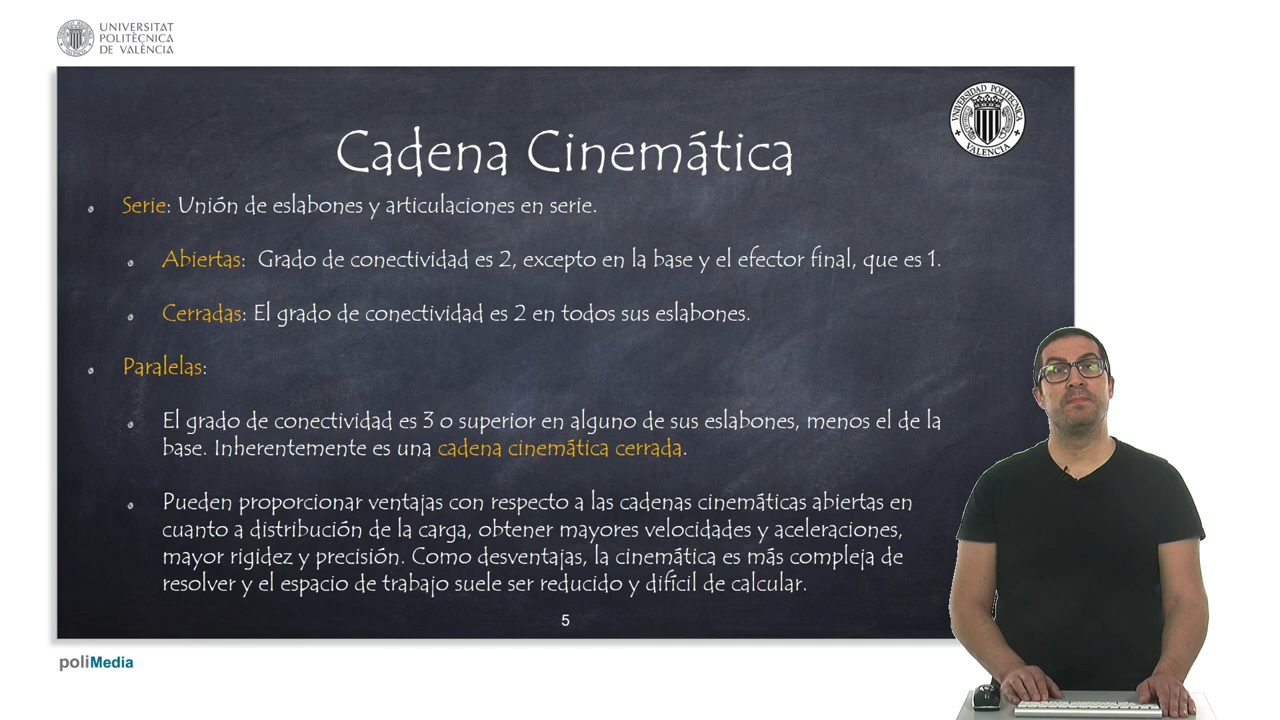 UNIVERSITAT
POLITÈCNICA
DE VALÈNCIA
UNIVERSIDAD POLITECNICA
VALENCIA
Cadena Cinemática
Serie: Unión de eslabones y articulaciones en serie.
Abiertas: Grado de conectividad es 2, excepto en la base y el efector final, que es 1.
Cerradas: El grado de conectividad es 2 en todos sus eslabones.
Paralelas:
El grado de conectividad es 3 o superior en alguno de sus eslabones, menos el de la
base. Inherentemente es una cadena cinemática cerrada.
Pueden proporcionar ventajas con respecto a las cadenas cinemáticas abiertas en
cuanto a distribución de la carga, obtener mayores velocidades y aceleraciones,
mayor rigidez y precisión. Como desventajas, la cinemática es más compleja de
resolver y el espacio de trabajo suele ser reducido y difícil de calcular.
5
poliMedia